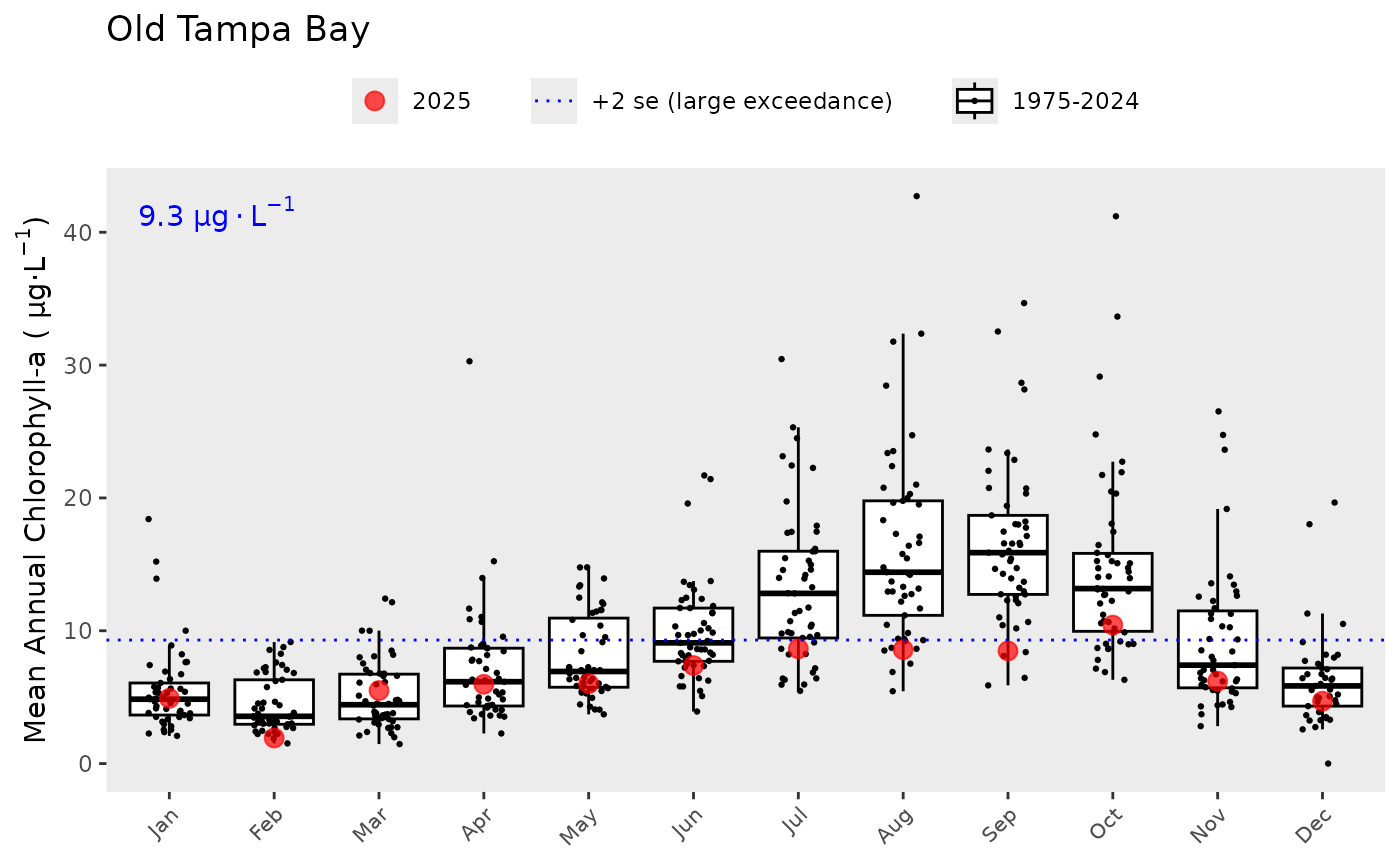 Old Tampa Bay
2025
+2 se (large exceedance)
1975-2024
9.3 μg·L⁻¹
Mean Annual Chlorophyll-a ( μg·L⁻¹)
40
30
20
10
0
Jan
Feb
Mar
Apr
May
Jun
Jul
Aug
Sep
Oct
Nov
Dec